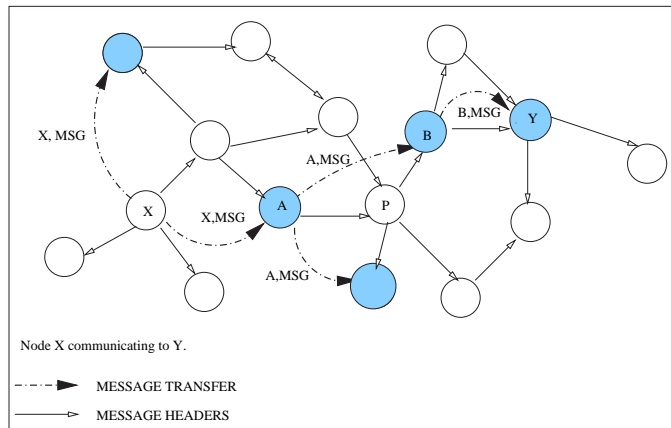 X, MSG
X
X,MSG
A
A,MSG
A,MSG
P
B
B,MSG
Y
Node X communicating to Y.
MESSAGE TRANSFER
MESSAGE HEADERS